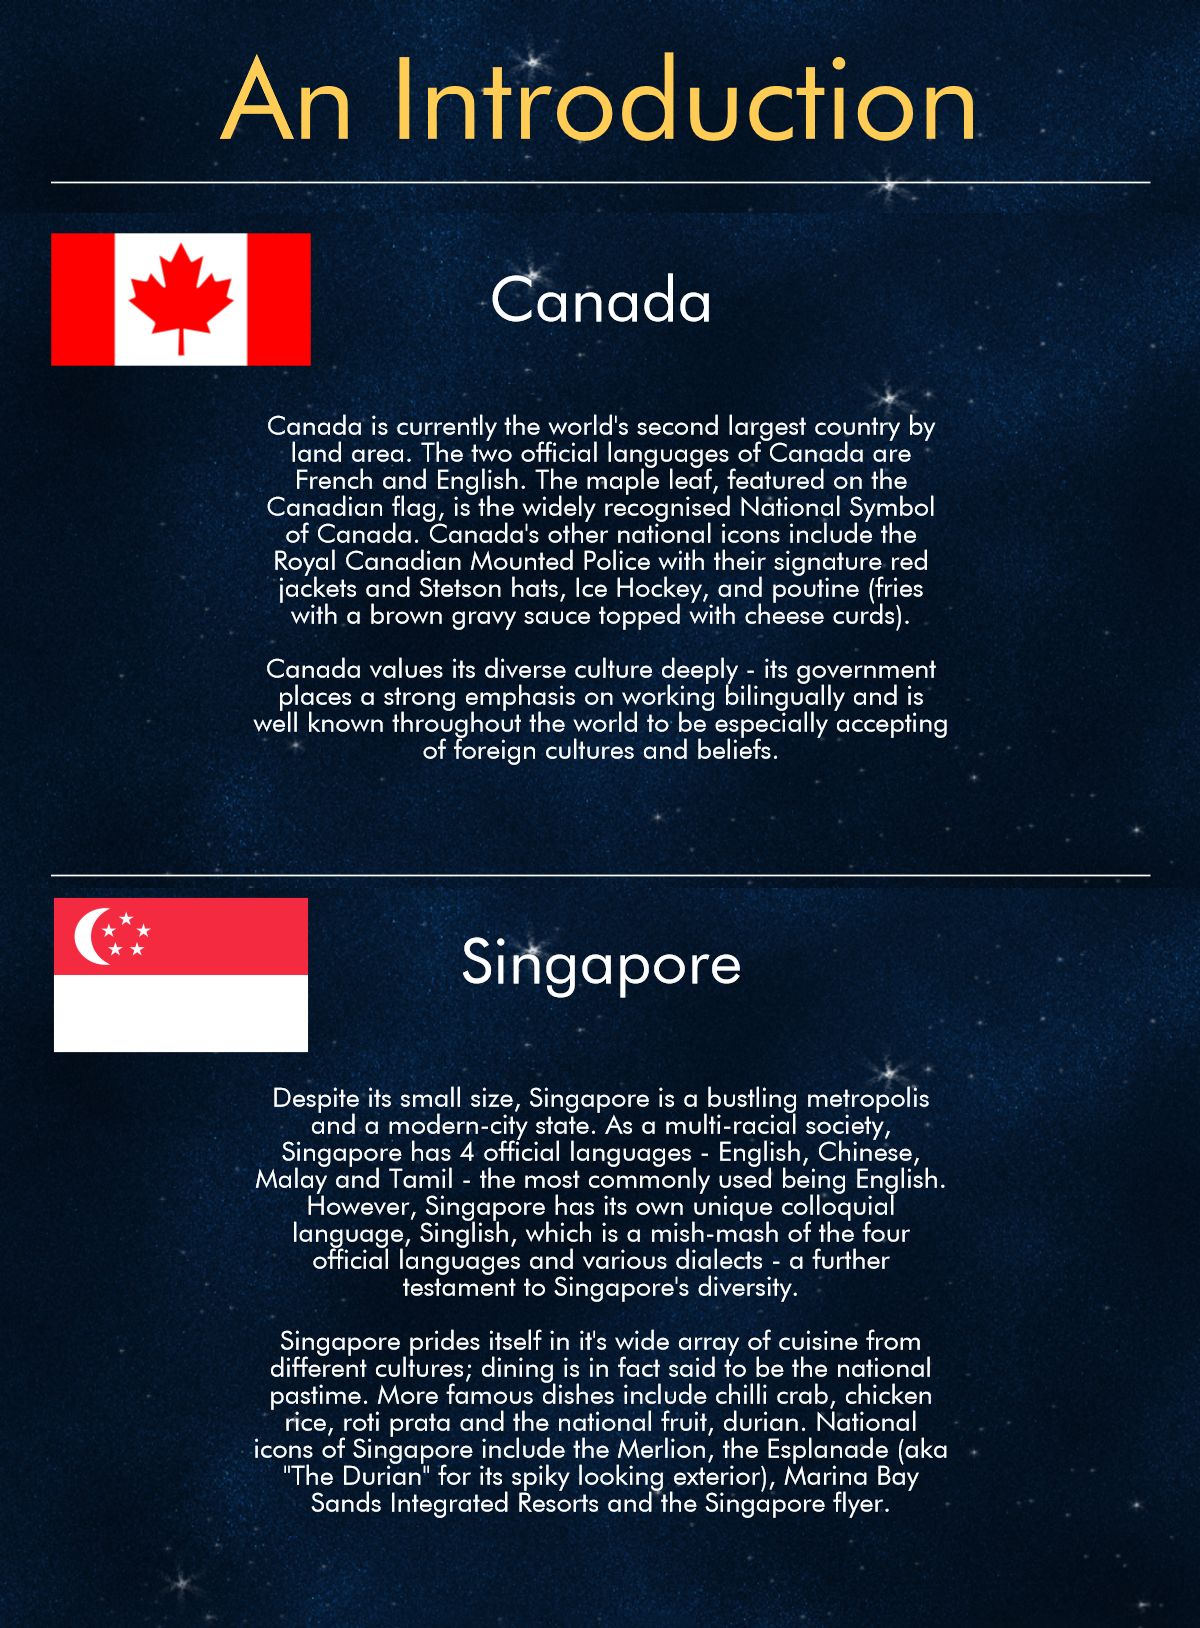 An Introduction
Canada
Canada is currently the world's second largest country by
land area. The two official languages of Canada are
French and English. The maple leaf, featured on the
Canadian flag, is the widely recognised National Symbol
of Canada. Canada's other national icons include the
Royal Canadian Mounted Police with their signature red
jackets and Stetson hats, Ice Hockey, and poutine (fries
with a brown gravy sauce topped with cheese curds).
Canada values its diverse culture deeply - its government
places a strong emphasis on working bilingually and is
well known throughout the world to be especially accepting
of foreign cultures and beliefs.
Singapore
Despite its small size, Singapore is a bustling metropolis
and a modern-city state. As a multi-racial society,
Singapore has 4 official languages - English, Chinese,
Malay and Tamil - the most commonly used being English.
However, Singapore has its own unique colloquial
language, Singlish, which is a mish-mash of the four
official languages and various dialects - a further
testament to Singapore's diversity.
Singapore prides itself in it's wide array of cuisine from
different cultures; dining is in fact said to be the national
pastime. More famous dishes include chilli crab, chicken
rice, roti prata and the national fruit, durian. National
icons of Singapore include the Merlion, the Esplanade (aka
"The Durian" for its spiky looking exterior), Marina Bay
Sands Integrated Resorts and the Singapore flyer.